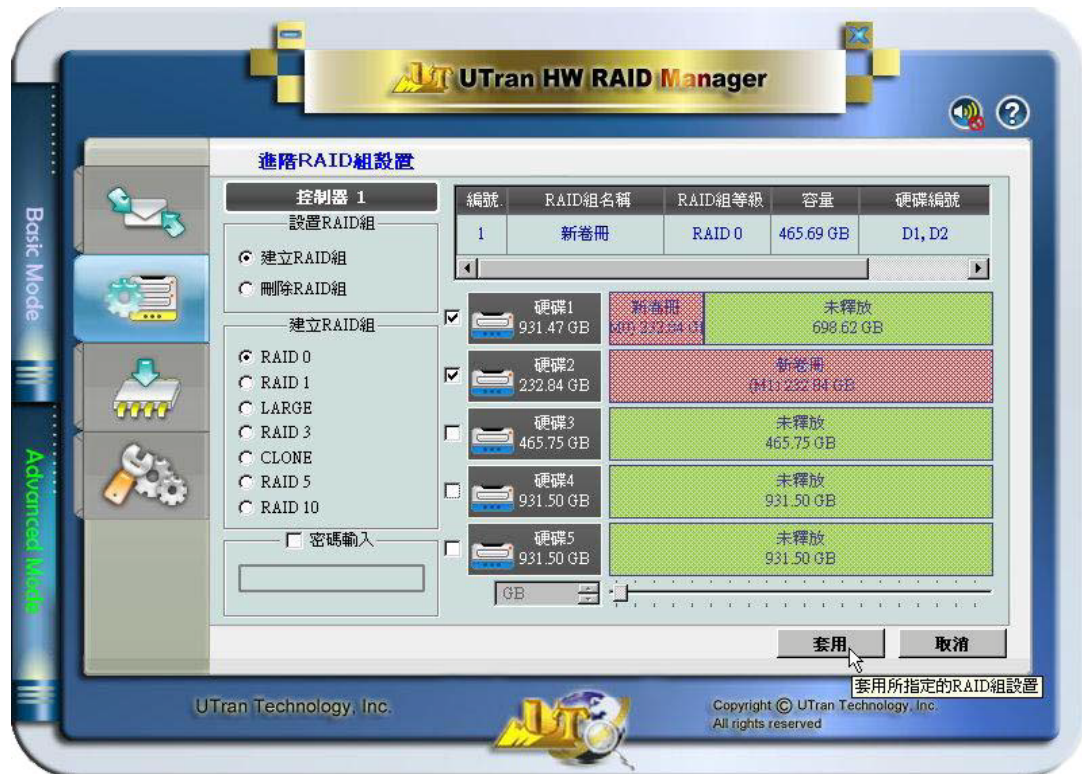 UTran HW RAID Manager
Basic Mode
Advanced Mode
進階RAID組設置
控制器 1
設置RAID組
建立RAID組
刪除RAID組
建立RAID組
RAID 0
RAID 1
LARGE
RAID 3
CLONE
RAID 5
RAID 10
密碼輸入
編號. RAID組名稱 RAID組等級 容量 硬碟編號
1 新卷冊 RAID 0 465.69 GB D1, D2
硬碟1
931.47 GB
新卷冊
未釋放
698.62 GB
硬碟2
232.84 GB
新卷冊
(M1) 232.84 GB
硬碟3
465.75 GB
未釋放
465.75 GB
硬碟4
931.50 GB
未釋放
931.50 GB
硬碟5
931.50 GB
未釋放
931.50 GB
GB
套用 取消
套用所指定的RAID組設置
UTran Technology, Inc.
UT
Copyright © UTran Technology, Inc.
All rights reserved